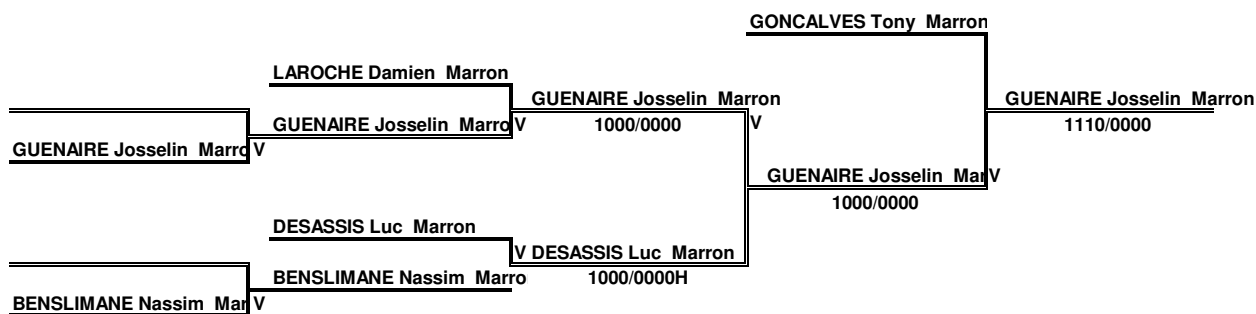 GONCALVES Tony Marron
LAROCHE Damien Marron
GUENAIRE Josselin Marron
GUENAIRE Josselin Marron
GUENAIRE Josselin Marro V
1000/0000
V
1110/0000
GUENAIRE Josselin Marro V
GUENAIRE Josselin Mar V
1000/0000
DESASSIS Luc Marron
V DESASSIS Luc Marron
BENSLIMANE Nassim Marro
1000/0000H
BENSLIMANE Nassim Mar V